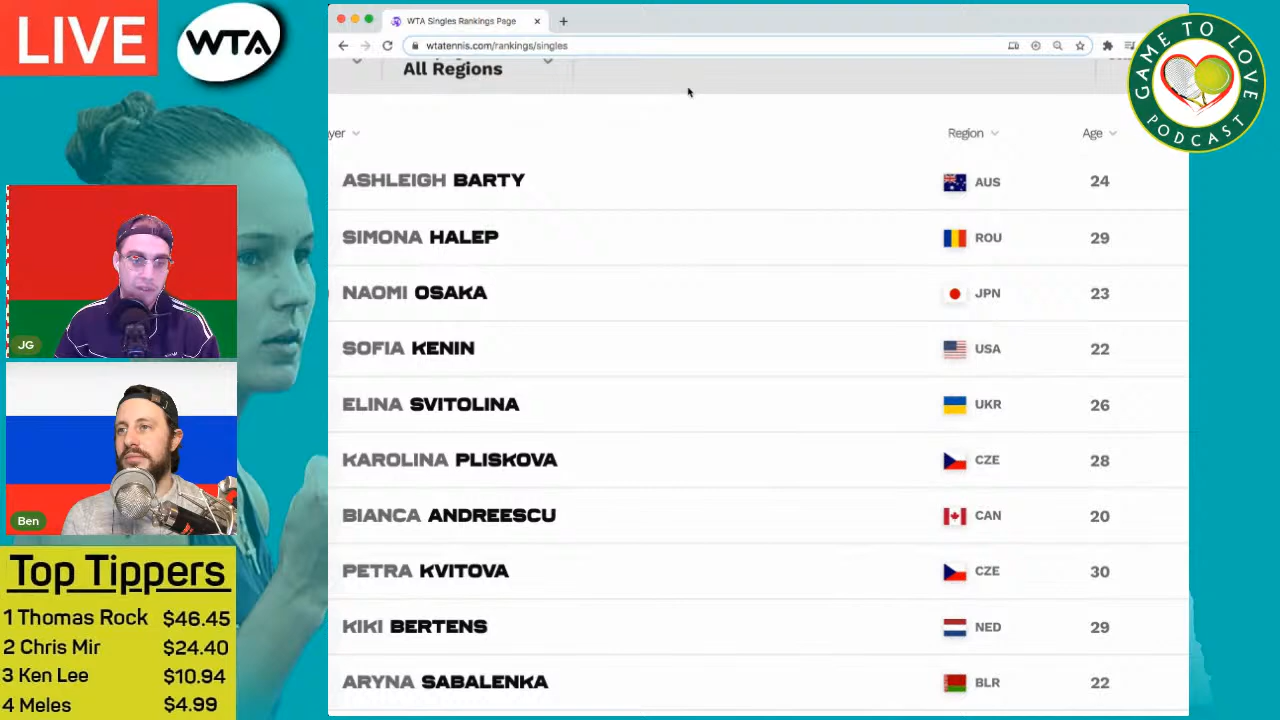 LIVE
WTA
WTA Singles Rankings Page
wtatennis.com/rankings/singles
GAME TO LOVE
PODCAST
All Regions
yer
Region
Age
ASHLEIGH BARTY AUS 24
SIMONA HALEP ROU 29
NAOMI OSAKA JPN 23
SOFIA KENIN USA 22
ELINA SVITOLINA UKR 26
KAROLINA PLISKOVA CZE 28
BIANCA ANDREESCU CAN 20
PETRA KVITOVA CZE 30
KIKI BERTENS NED 29
ARYNA SABALENKA BLR 22
JG
Ben
Top Tippers
1 Thomas Rock $46.45
2 Chris Mir $24.40
3 Ken Lee $10.94
4 Meles $4.99